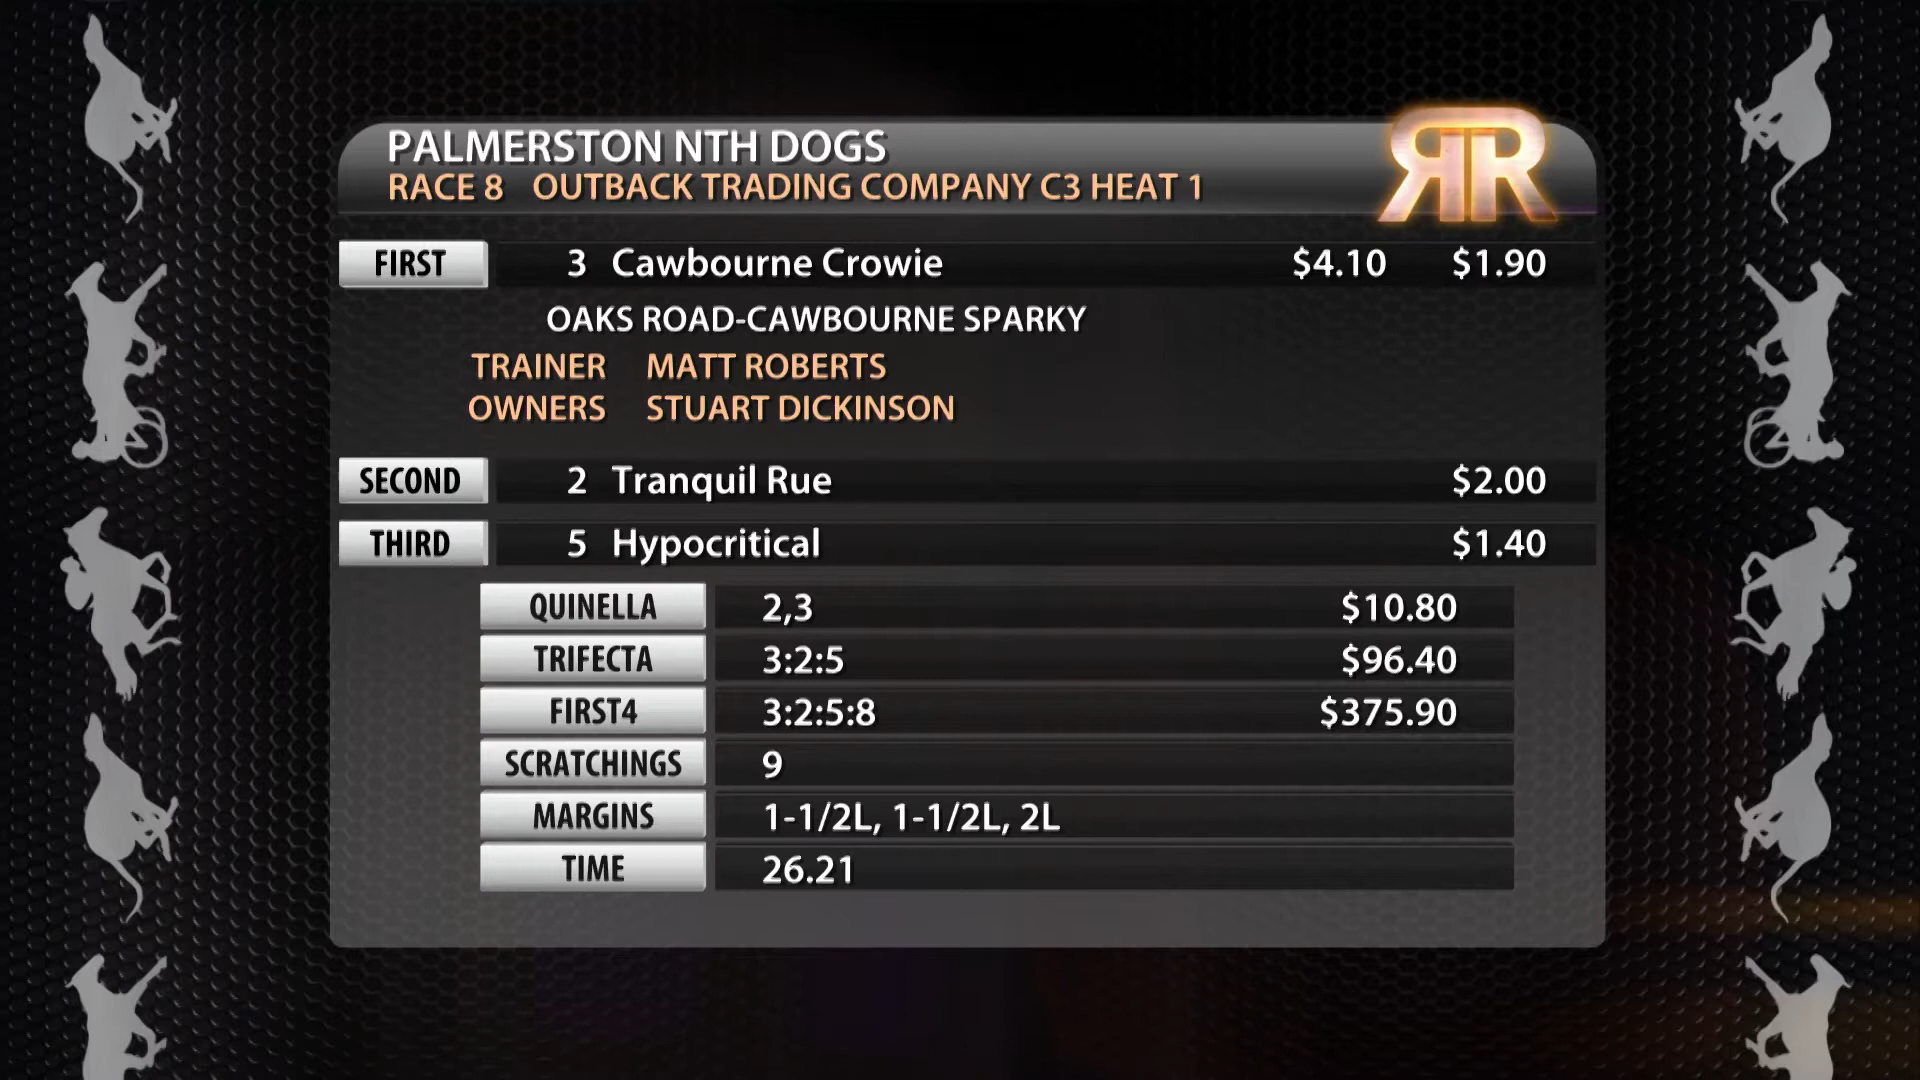 PALMERSTON NTH DOGS
RACE 8 OUTBACK TRADING COMPANY C3 HEAT 1
RR
FIRST 3 Cawbourne Crowie $4.10 $1.90
OAKS ROAD-CAWBOURNE SPARKY
TRAINER MATT ROBERTS
OWNERS STUART DICKINSON
SECOND 2 Tranquil Rue $2.00
THIRD 5 Hypocritical $1.40
QUINELLA 2,3 $10.80
TRIFECTA 3:2:5 $96.40
FIRST4 3:2:5:8 $375.90
SCRATCHINGS 9
MARGINS 1-1/2L, 1-1/2L, 2L
TIME 26.21